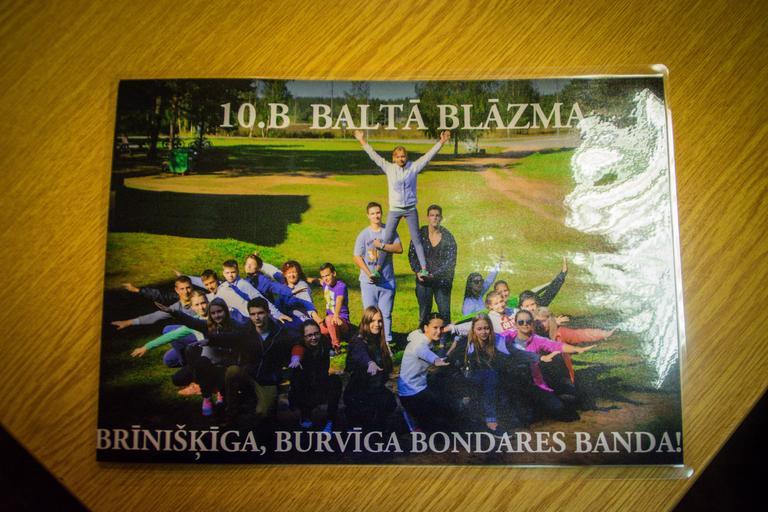 10.B BALTĀ BLĀZMA
BRĪNIŠĶĪGA, BURVĪGA BONDARES BANDA!